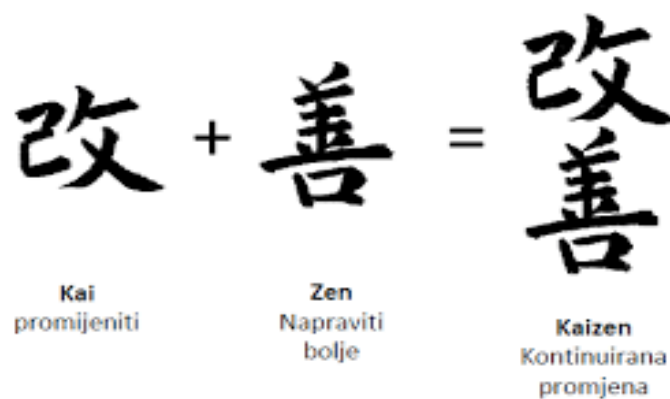 改 + 善 = 改善
Kai
promijeniti
Zen
Napraviti
bolje
Kaizen
Kontinuirana
promjena